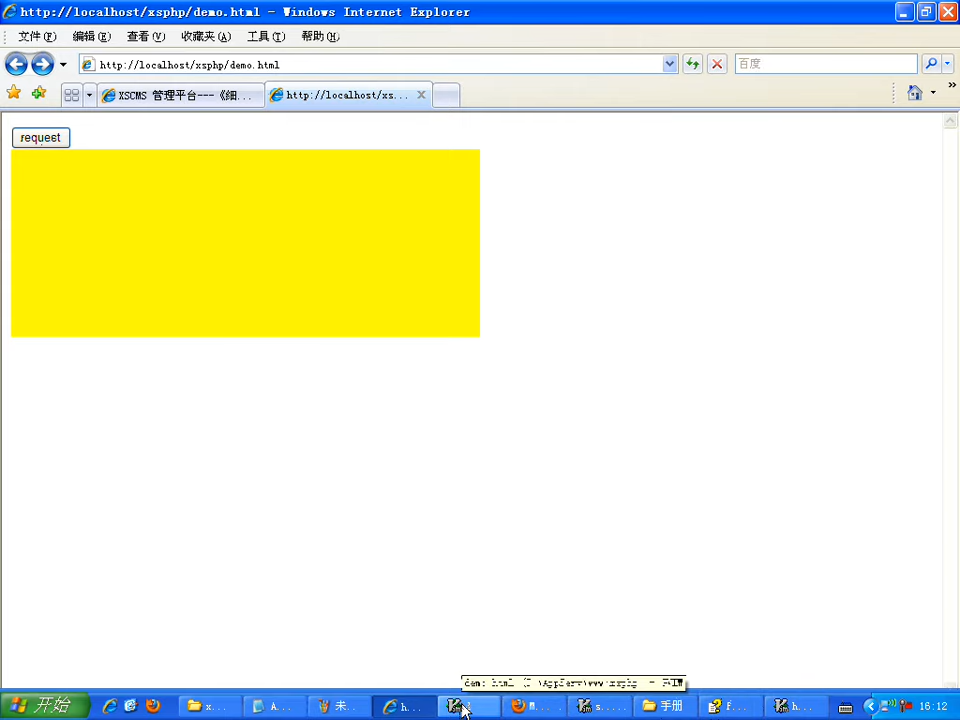 http://localhost/xsphp/demo.html - Windows Internet Explorer
文件(F) 编辑(E) 查看(V) 收藏夹(A) 工具(T) 帮助(H)
http://localhost/xsphp/demo.html
百度
XSCMS 管理平台---《细...
http://localhost/xs...
request
开始
x...
A...
未...
h...
M...
s...
手册
f...
h...
16:12